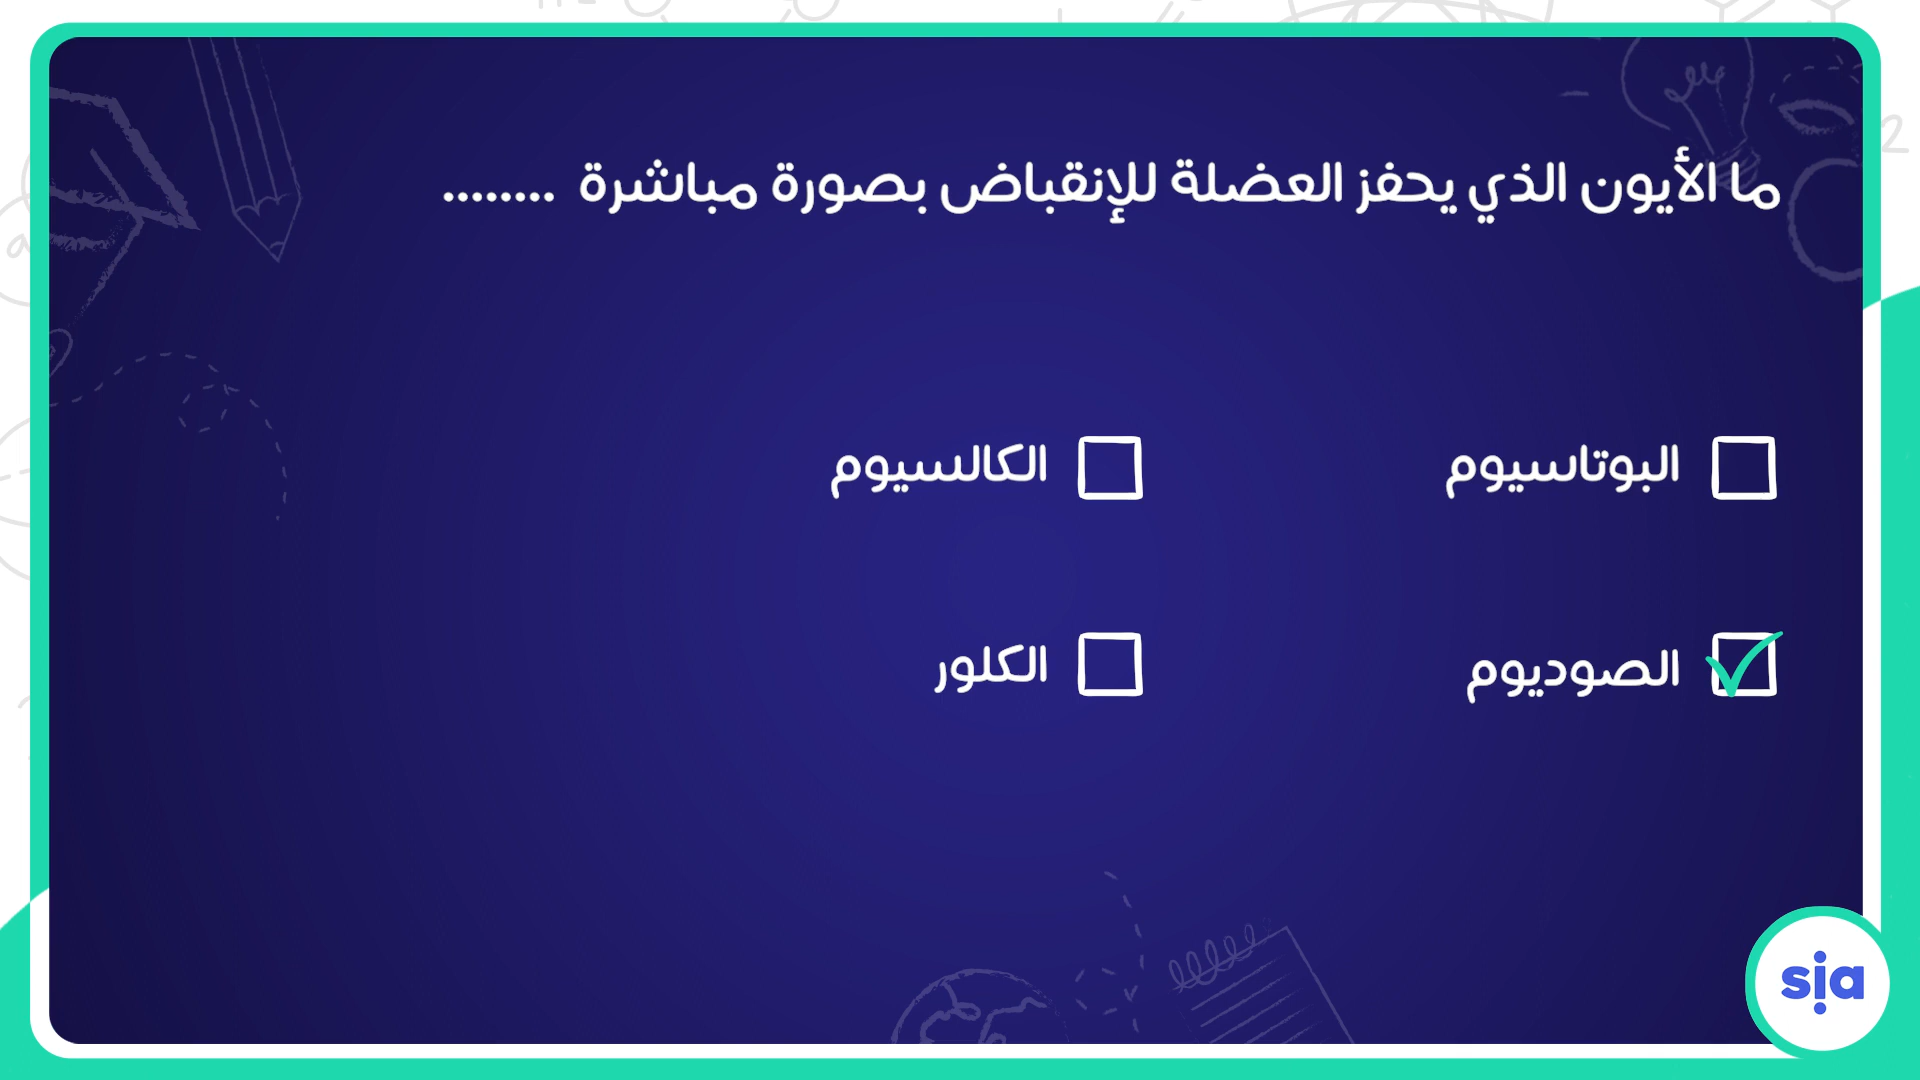 ما الأيون الذي يحفز العضلة للإنقباض بصورة مباشرة ........
البوتاسيوم
الكالسيوم
الصوديوم
الكلور
sia